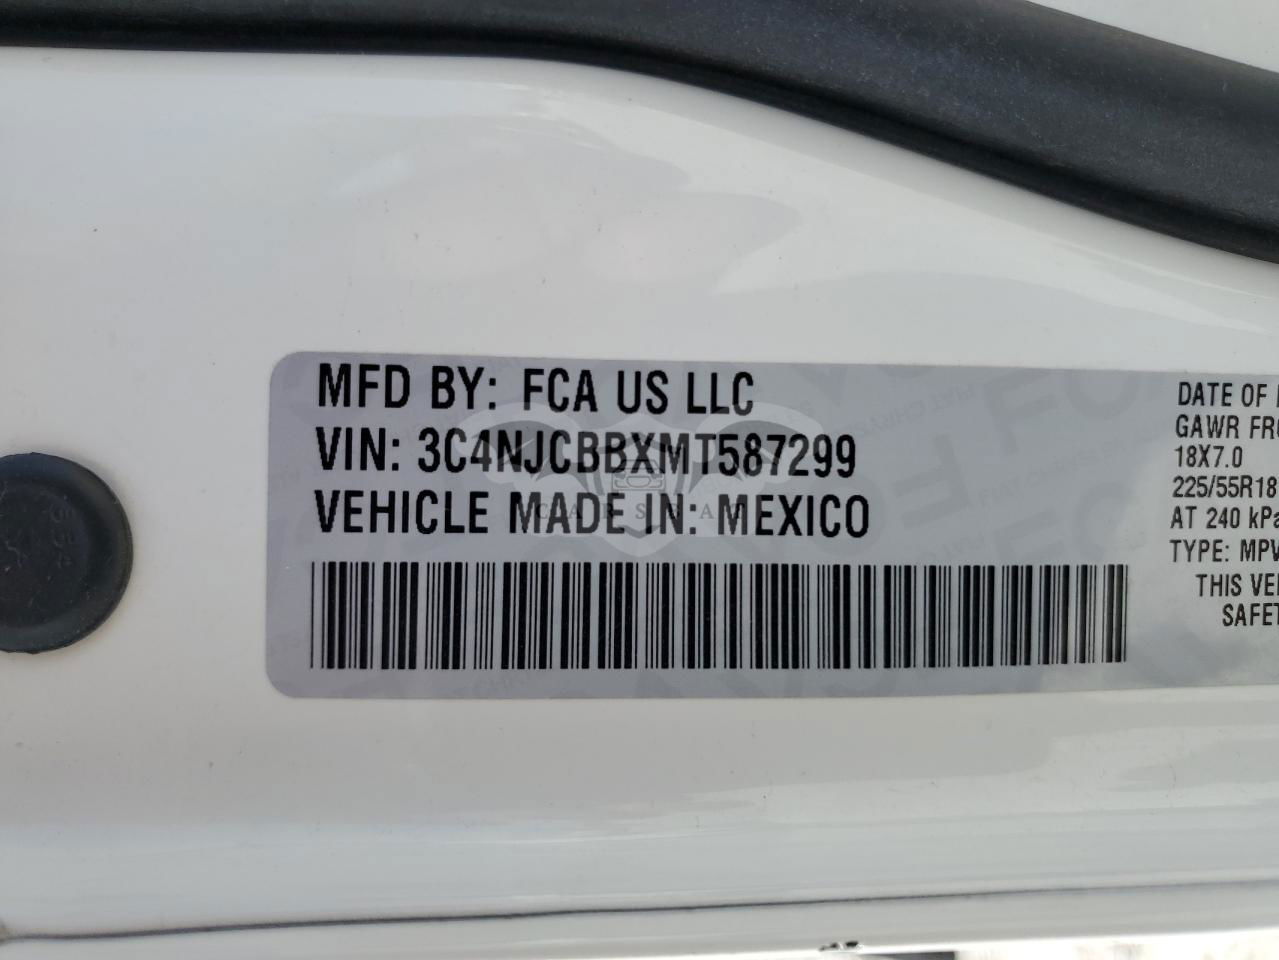 MFD BY: FCA US LLC
VIN: 3C4NJCBBXMT587299
VEHICLE MADE IN: MEXICO
DATE OF
GAWR FR
18X7.0
225/55R18
AT 240 kPa
TYPE: MPV
THIS VE
SAFET